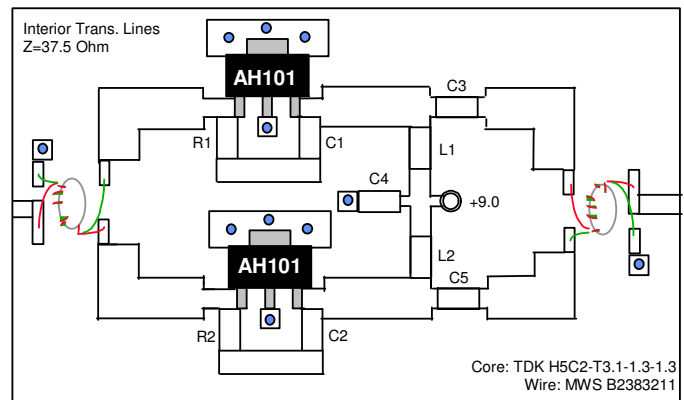 Interior Trans. Lines
Z=37.5 Ohm
AH101
C3
R1
C1
L1
C4
+9.0
AH101
L2
C5
R2
C2
Core: TDK H5C2-T3.1-1.3-1.3
Wire: MWS B2383211